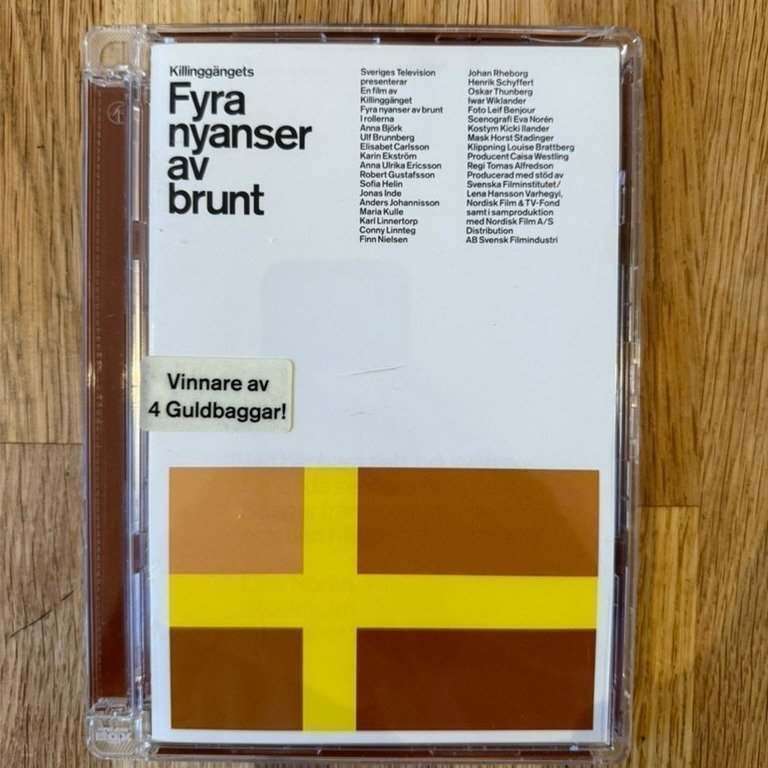 Killinggängets
Fyra
nyanser
av
brunt
Sveriges Television
presenterar
En film av
Killinggänget
Fyra nyanser av brunt
I rollerna
Anna Björk
Ulf Brunnberg
Elisabet Carlsson
Karin Ekström
Anna Ulrika Ericsson
Robert Gustafsson
Sofia Helin
Jonas Inde
Anders Johannisson
Maria Kulle
Karl Linnertorp
Conny Linnteg
Finn Nielsen
Johan Rheborg
Henrik Schyffert
Oskar Thunberg
Iwar Wiklander
Foto Leif Benjour
Scenografi Eva Norén
Kostym Kicki Ilander
Mask Horst Stadinger
Klippning Louise Brattberg
Producent Caisa Westling
Regi Tomas Alfredson
Producerad med stöd av
Svenska Filminstitutet/
Lena Hansson Varhegyi,
Nordisk Film & TV-Fond
samt i samproduktion
med Nordisk Film A/S
Distribution
AB Svensk Filmindustri
Vinnare av
4 Guldbaggar!